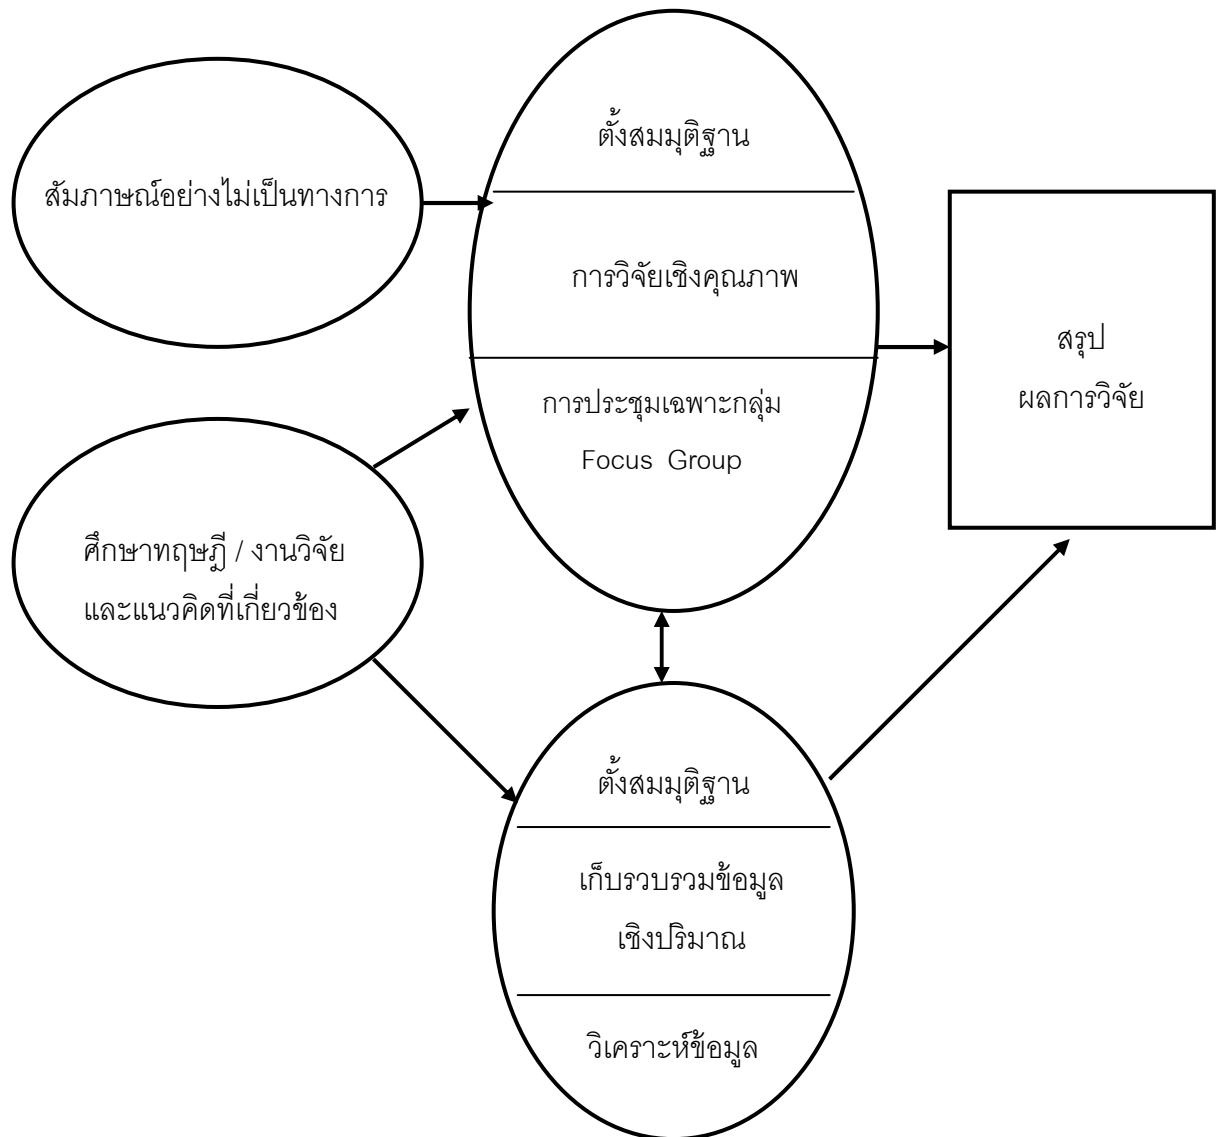 สัมภาษณ์อย่างไม่เป็นทางการ
ศึกษาทฤษฎี / งานวิจัย
และแนวคิดที่เกี่ยวข้อง
ตั้งสมมุติฐาน
การวิจัยเชิงคุณภาพ
การประชุมเฉพาะกลุ่ม
Focus Group
ตั้งสมมุติฐาน
เก็บรวบรวมข้อมูล
เชิงปริมาณ
วิเคราะห์ข้อมูล
สรุป
ผลการวิจัย